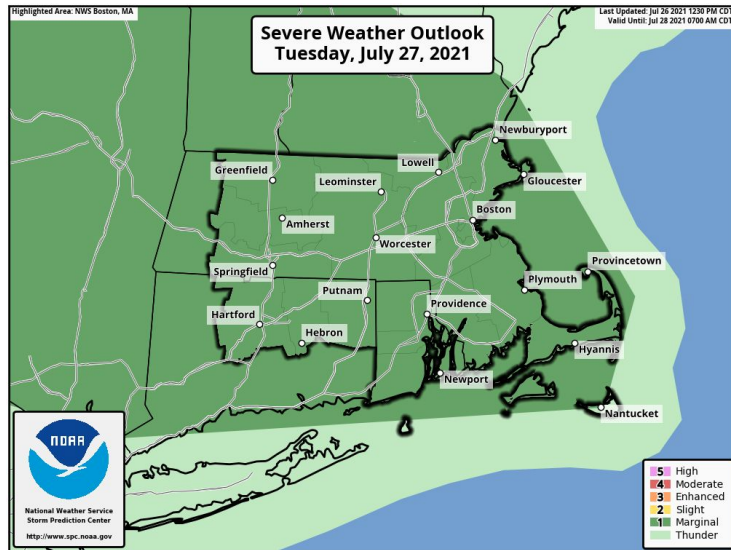 Highlighted Area: NWS Boston, MA
Last Updated: Jul 26 2021 1230 PM CDT
Valid Until: Jul 28 2021 0700 AM CDT
Severe Weather Outlook
Tuesday, July 27, 2021
Newburyport
Lowell
Greenfield
Leominster
Gloucester
Boston
Amherst
Worcester
Provincetown
Springfield
Putnam
Plymouth
Hartford
Providence
Hebron
Hyannis
Newport
Nantucket
NOAA
National Weather Service
Storm Prediction Center
http://www.spc.noaa.gov
5 High
4 Moderate
3 Enhanced
2 Slight
1 Marginal
Thunder